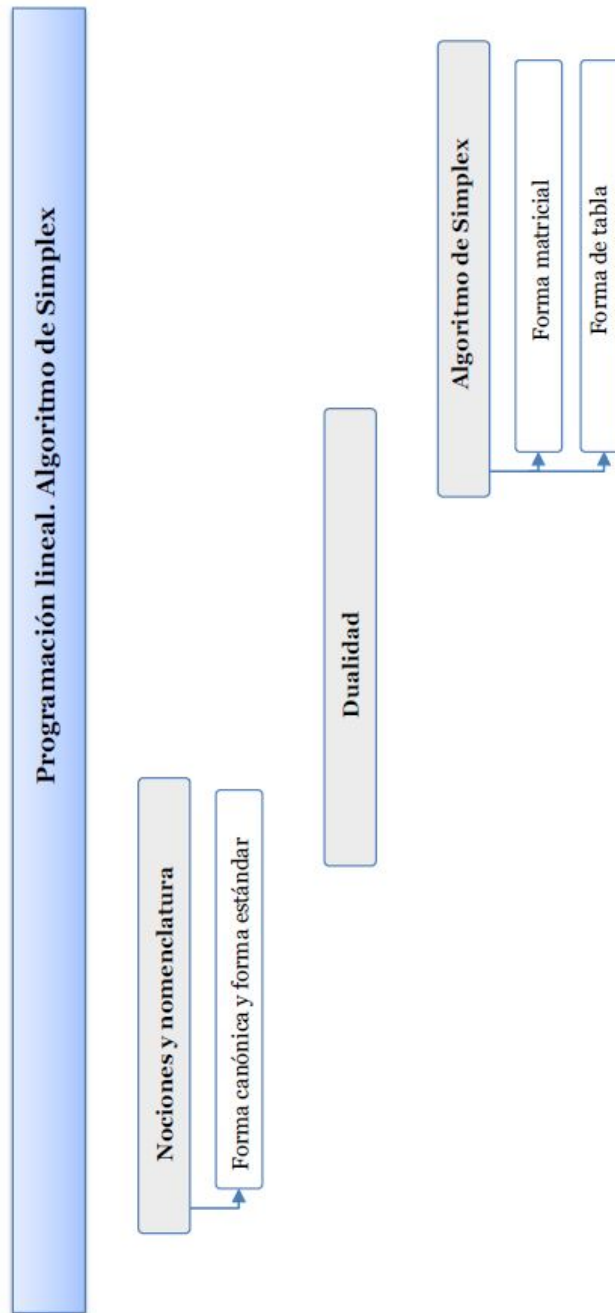 Programación lineal. Algoritmo de Simplex
Nociones y nomenclatura
Forma canónica y forma estándar
Dualidad
Algoritmo de Simplex
Forma matricial
Forma de tabla